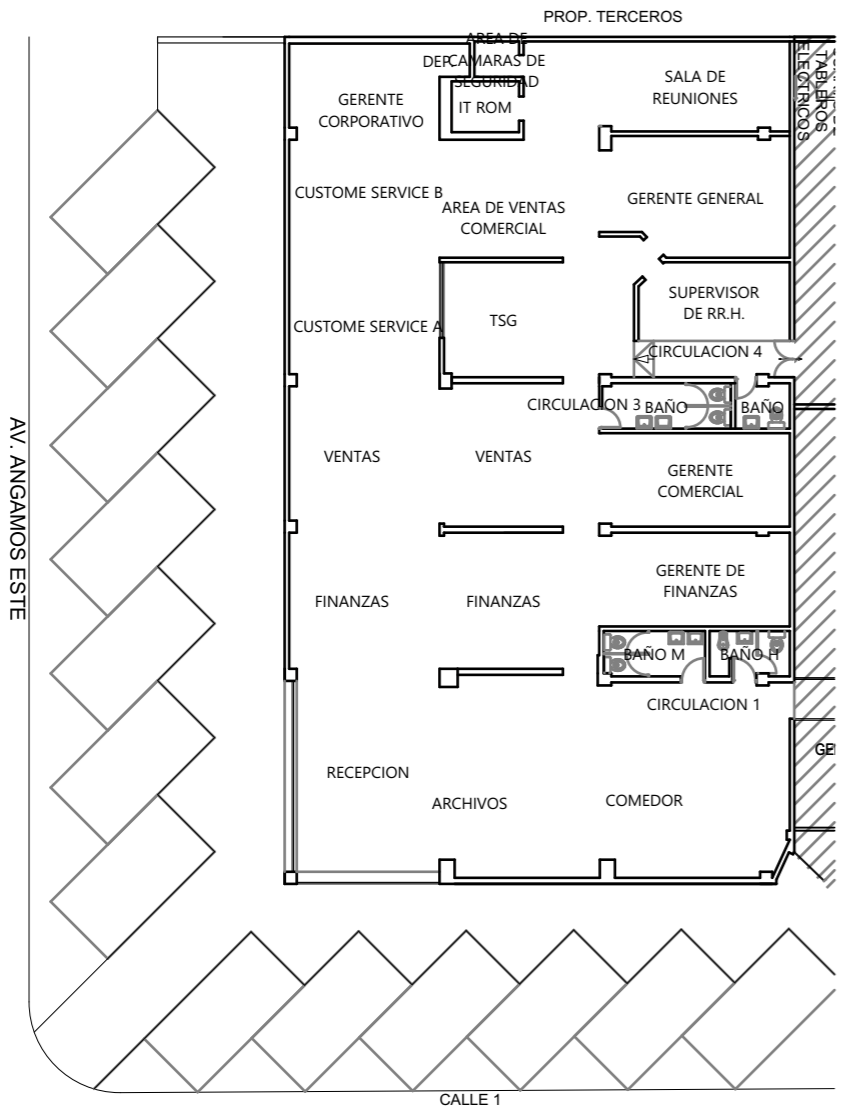 PROP. TERCEROS
AREA DE
CAMARAS DE
SEGURIDAD
DEP.
IT ROM
GERENTE
CORPORATIVO
SALA DE
REUNIONES
TABLEROS
ELECTRICOS
CUSTOME SERVICE B
AREA DE VENTAS
COMERCIAL
GERENTE GENERAL
SUPERVISOR
DE RR.H.
CUSTOME SERVICE A
TSG
CIRCULACION 4
CIRCULACION 3
BAÑO
BAÑO
VENTAS
VENTAS
GERENTE
COMERCIAL
AV. ANGAMOS ESTE
FINANZAS
FINANZAS
GERENTE DE
FINANZAS
BAÑO M
BAÑO H
CIRCULACION 1
GE
RECEPCION
ARCHIVOS
COMEDOR
CALLE 1